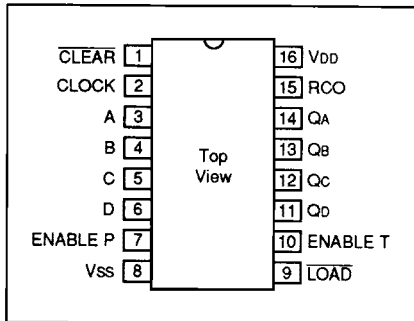 CLEAR 1
CLOCK 2
A 3
B 4
C 5
D 6
ENABLE P 7
Vss 8
Top
View
16 VDD
15 RCO
14 QA
13 QB
12 QC
11 QD
10 ENABLE T
9 LOAD